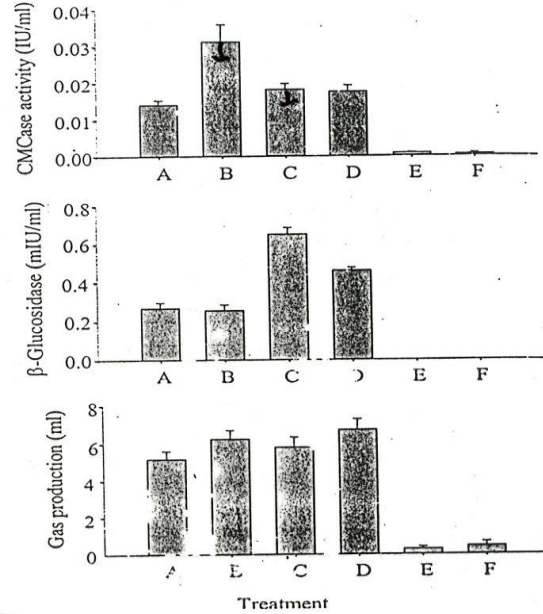 CMCase activity (IU/ml)
0.04
0.03
0.02
0.01
0.00
A B C D E F
β-Glucosidase (mIU/ml)
0.8
0.6
0.4
0.2
0.0
A B C E F
Gas production (ml)
8
6
4
2
0
A C D E F
Treatment